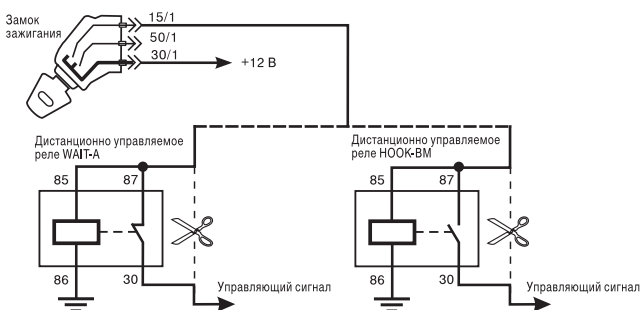 Замок
зажигания
15/1
50/1
30/1
+12 В
Дистанционно управляемое
реле WAIT-A
85
87
86
30
Управляющий сигнал
Дистанционно управляемое
реле HOOK-BM
85
87
86
30
Управляющий сигнал